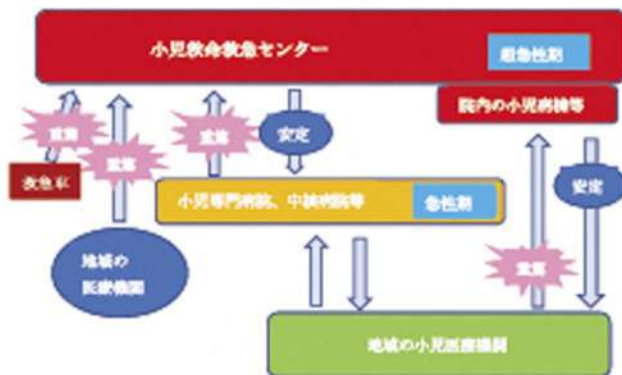 小児救命救急センター
超急性期
院内の小児病棟等
重篤
重篤
重篤
安定
救急車
小児専門病院、中核病院等
急性期
安定
地域の
医療機関
重篤
地域の小児医療機関